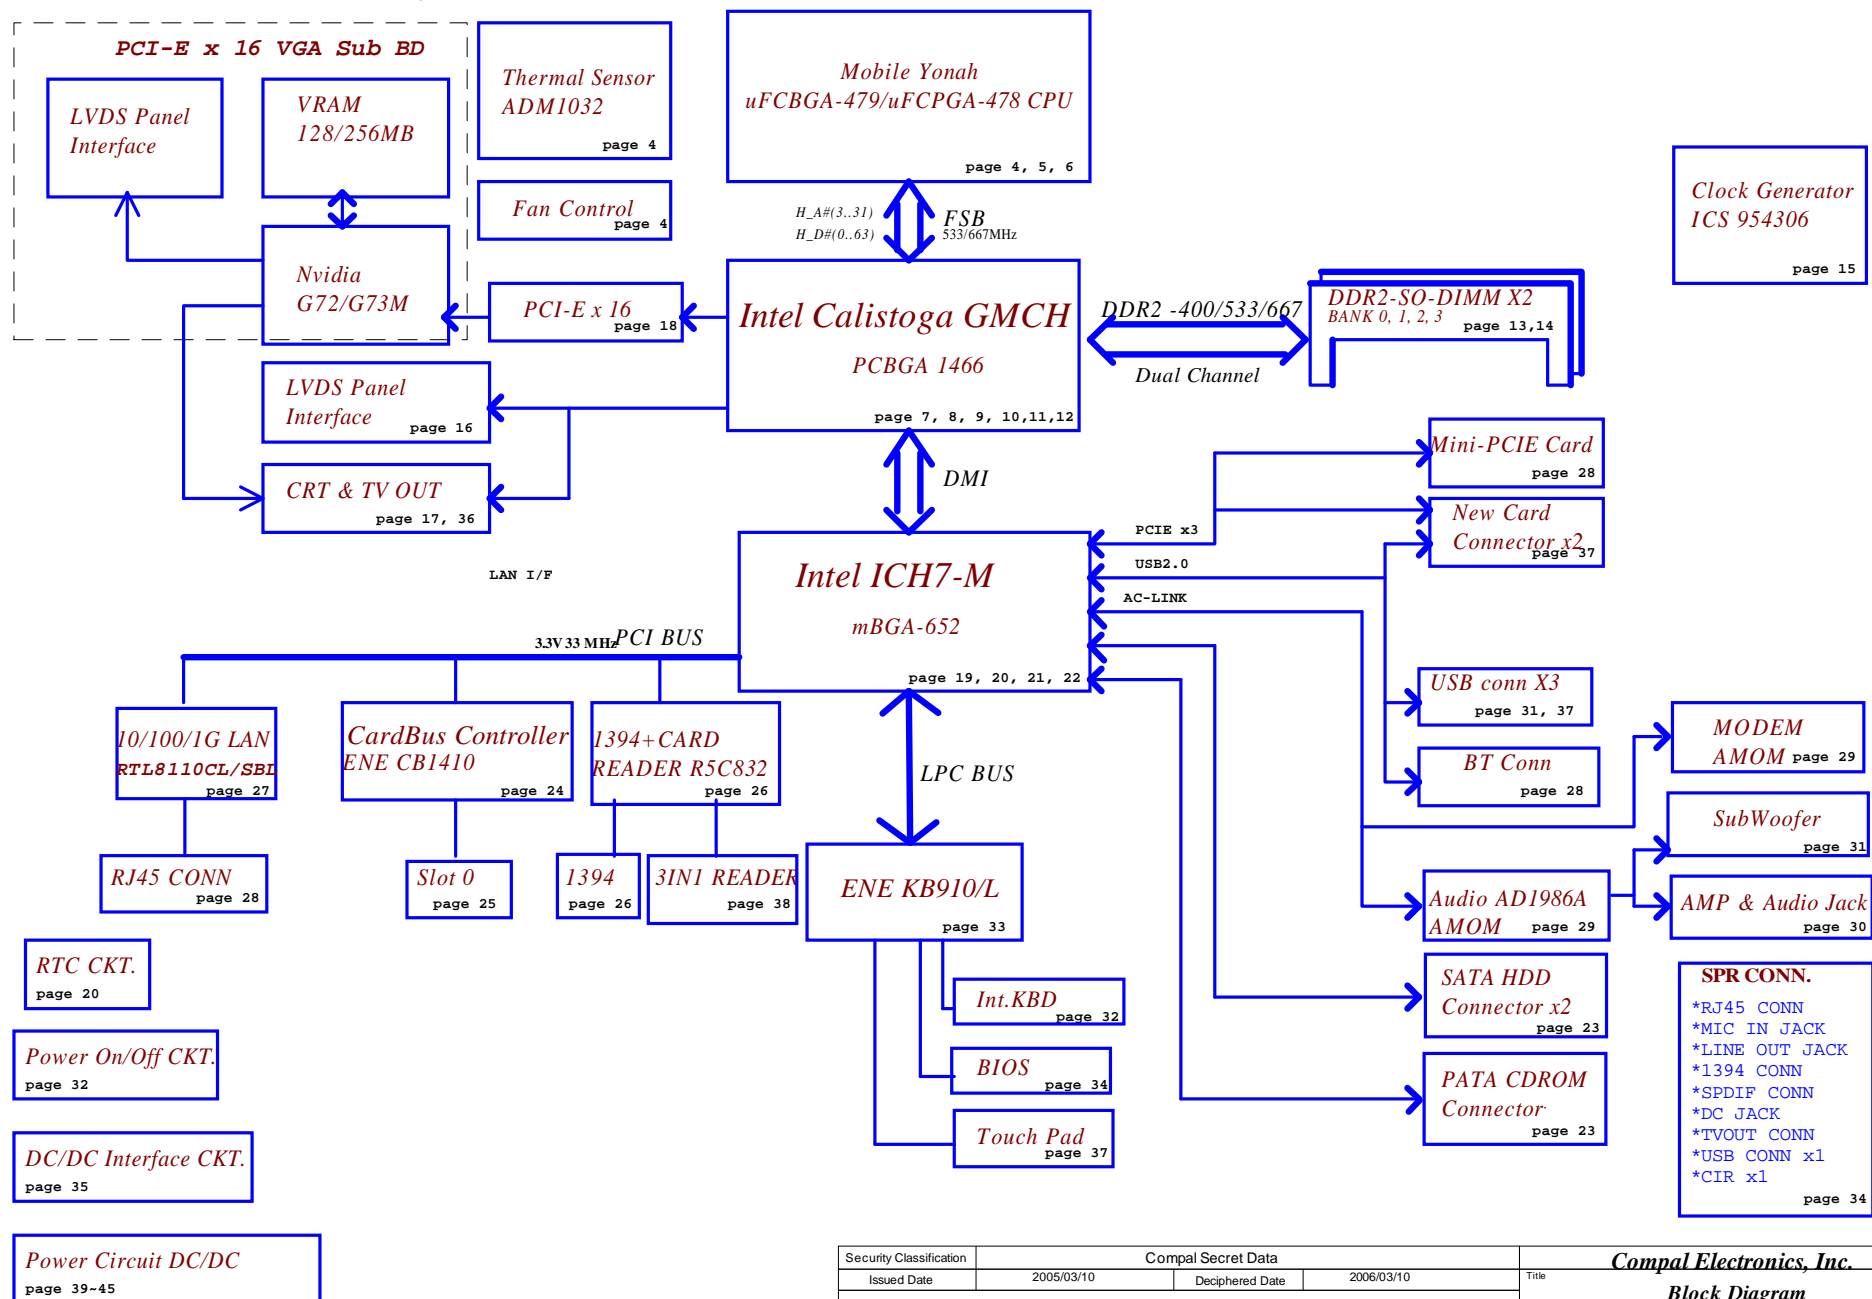 PCI-E x 16 VGA Sub BD
LVDS Panel
Interface
VRAM
128/256MB
Nvidia
G72/G73M
Thermal Sensor
ADM1032
page 4
Fan Control
page 4
Mobile Yonah
uFCBGA-479/uFCPGA-478 CPU
page 4, 5, 6
H_A#(3..31)
H_D#(0..63)
FSB
533/667MHz
Clock Generator
ICS 954306
page 15
PCI-E x 16
page 18
Intel Calistoga GMCH
PCBGA 1466
page 7, 8, 9, 10,11,12
DDR2 -400/533/667
Dual Channel
DDR2-SO-DIMM X2
BANK 0, 1, 2, 3
page 13,14
LVDS Panel
Interface
page 16
CRT & TV OUT
page 17, 36
DMI
LAN I/F
Mini-PCIE Card
page 28
New Card
Connector x2
page 37
PCIE x3
USB2.0
AC-LINK
Intel ICH7-M
mBGA-652
page 19, 20, 21, 22
3.3V 33 MHz
PCI BUS
USB conn X3
page 31, 37
BT Conn
page 28
MODEM
AMOM page 29
SubWoofer
page 31
Audio AD1986A
AMOM page 29
AMP & Audio Jack
page 30
10/100/1G LAN
RTL8110CL/SBL
page 27
CardBus Controller
ENE CB1410
page 24
1394+CARD
READER R5C832
page 26
LPC BUS
RJ45 CONN
page 28
Slot 0
page 25
1394
page 26
3IN1 READER
page 38
ENE KB910/L
page 33
RTC CKT.
page 20
Power On/Off CKT.
page 32
DC/DC Interface CKT.
page 35
Power Circuit DC/DC
page 39~45
Int.KBD
page 32
BIOS
page 34
Touch Pad
page 37
SATA HDD
Connector x2
page 23
PATA CDROM
Connector
page 23
SPR CONN.
*RJ45 CONN
*MIC IN JACK
*LINE OUT JACK
*1394 CONN
*SPDIF CONN
*DC JACK
*TVOUT CONN
*USB CONN x1
*CIR x1
page 34
Security Classification
Compal Secret Data
Issued Date
2005/03/10
Deciphered Date
2006/03/10
Compal Electronics, Inc.
Title
Block Diagram